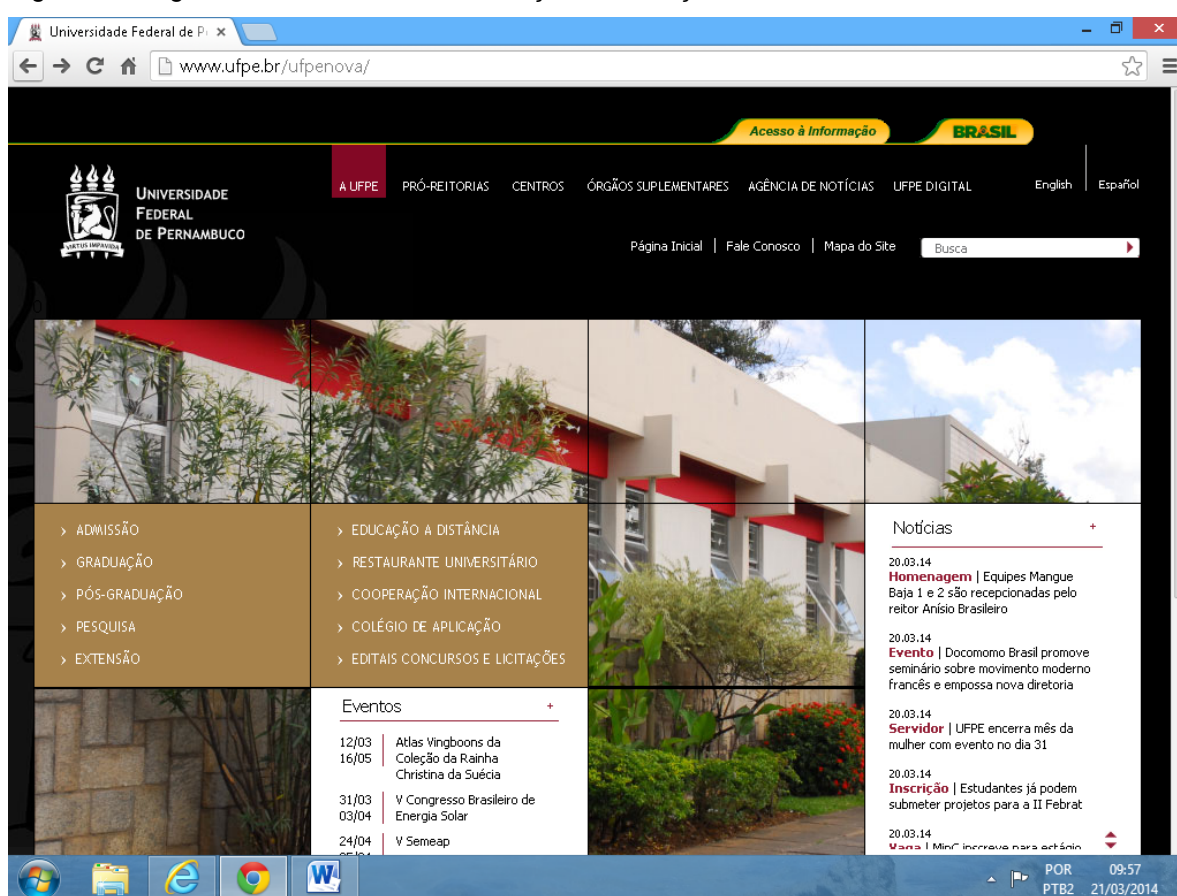 Universidade Federal de P
www.ufpe.br/ufpenova/
Acesso à Informação
BRASIL
UNIVERSIDADE
FEDERAL
DE PERNAMBUCO
VIRTUS IMPAVIDA
A UFPE
PRÓ-REITORIAS
CENTROS
ÓRGÃOS SUPLEMENTARES
AGÊNCIA DE NOTÍCIAS
UFPE DIGITAL
English
Español
Página Inicial
Fale Conosco
Mapa do Site
Busca
› ADMISSÃO
› GRADUAÇÃO
› PÓS-GRADUAÇÃO
› PESQUISA
› EXTENSÃO
› EDUCAÇÃO A DISTÂNCIA
› RESTAURANTE UNIVERSITÁRIO
› COOPERAÇÃO INTERNACIONAL
› COLÉGIO DE APLICAÇÃO
› EDITAIS CONCURSOS E LICITAÇÕES
Eventos +
12/03 Atlas Vingboons da
16/05 Coleção da Rainha
Christina da Suécia
31/03 V Congresso Brasileiro de
03/04 Energia Solar
24/04 V Semeap
Notícias +
20.03.14
Homenagem | Equipes Mangue
Baja 1 e 2 são recepcionadas pelo
reitor Anísio Brasileiro
20.03.14
Evento | Docomomo Brasil promove
seminário sobre movimento moderno
francês e empossa nova diretoria
20.03.14
Servidor | UFPE encerra mês da
mulher com evento no dia 31
20.03.14
Inscrição | Estudantes já podem
submeter projetos para a II Febrat
20.03.14
Vaga | MinC inscreve para estágio
POR 09:57
PTB2 21/03/2014